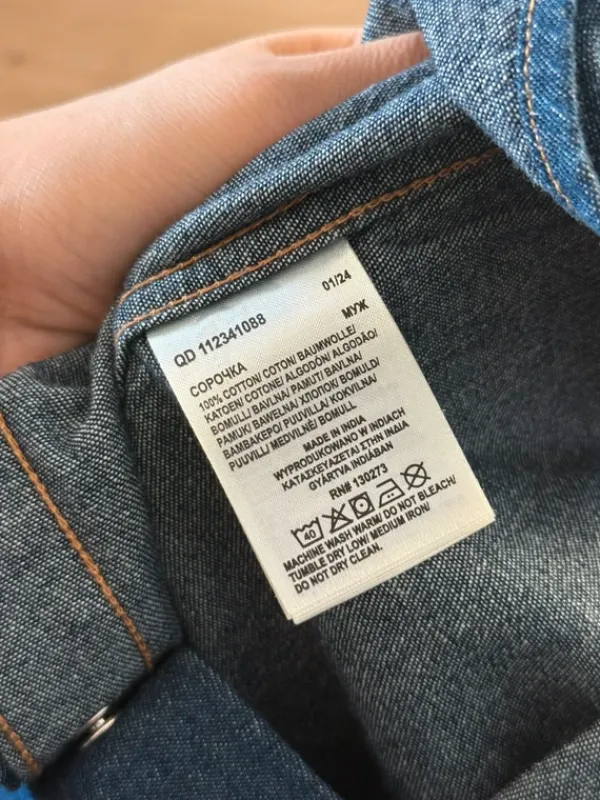 01/24
QD 112341088
МУЖ
СОРОЧКА
100% COTTON/ COTON/ BAUMWOLLE/
KATOEN/ COTONE/ ALGODÓN/ ALGODÃO/
BOMULL/ BAVLNA/ PAMUT/ BAVLNA/
PAMUK/ BAWELNA/ ХЛОПОК/ BOMULD/
ΒΑΜΒΑΚΕΡΟ/ PUUVILLA/ KOKVILNA/
PUUVILL/ MEDVILNĖ/ BOMULL
MADE IN INDIA
WYPRODUKOWANO W INDIACH
ΚΑΤΑΣΚΕΥΑΖΕΤΑΙ ΣΤΗΝ ΙΝΔΙΑ
GYÁRTVA INDIÁBAN
RN# 130273
40
MACHINE WASH WARM/ DO NOT BLEACH/
TUMBLE DRY LOW/ MEDIUM IRON/
DO NOT DRY CLEAN.